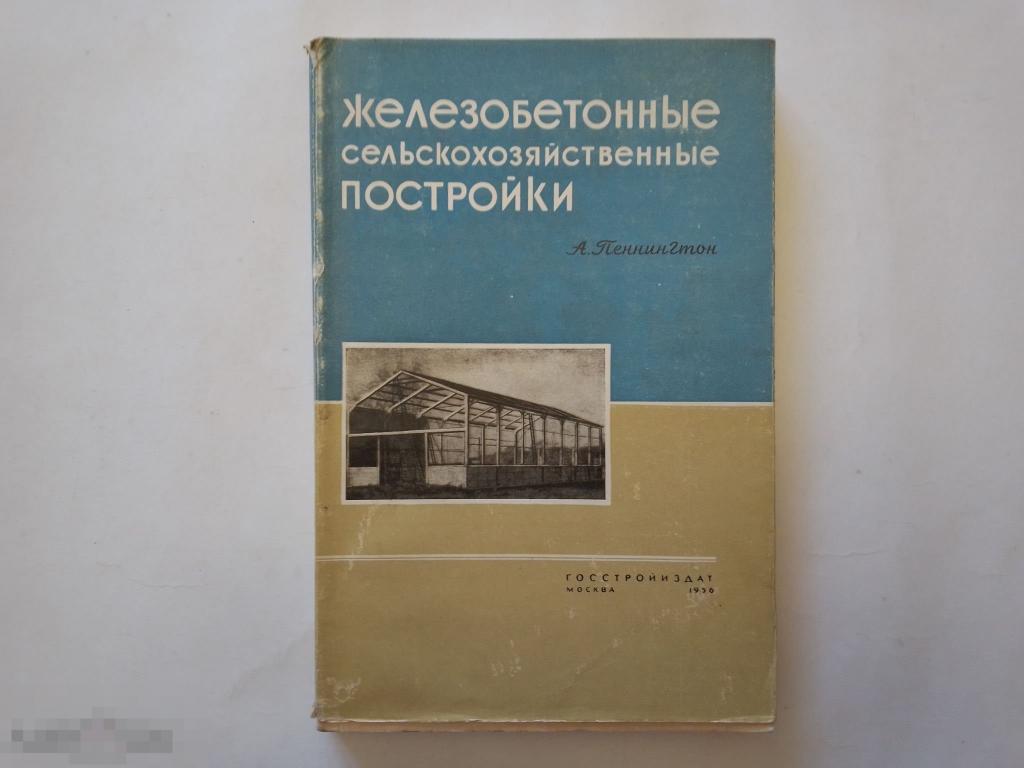 Железобетонные
сельскохозяйственные
постройки
А. Пеннингтон
ГОССТРОЙИЗДАТ
МОСКВА 1956